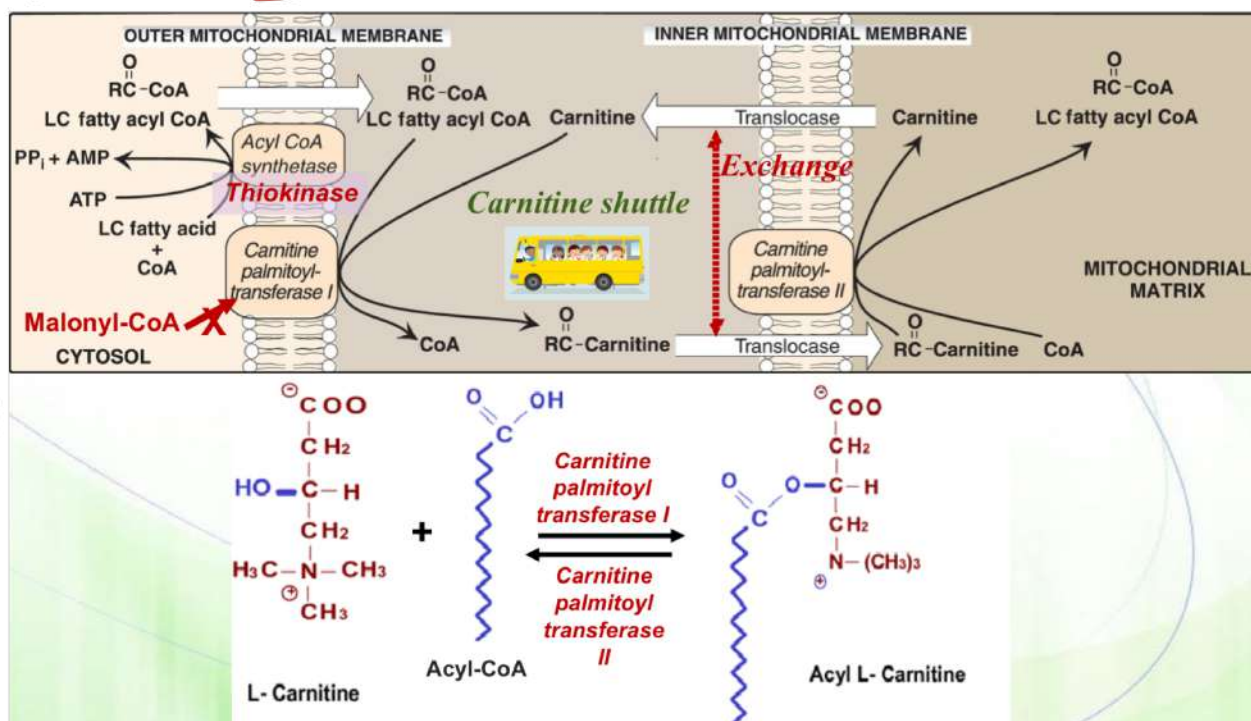 OUTER MITOCHONDRIAL MEMBRANE
INNER MITOCHONDRIAL MEMBRANE
O
RC-CoA
LC fatty acyl CoA
PPi + AMP
ATP
LC fatty acid
+
CoA
Acyl CoA
synthetase
Thiokinase
Carnitine
palmitoyl-
transferase I
Malonyl-CoA
X
CYTOSOL
O
RC-CoA
LC fatty acyl CoA
Carnitine
Translocase
Carnitine
O
RC-CoA
LC fatty acyl CoA
Exchange
Carnitine shuttle
Carnitine
palmitoyl-
transferase II
MITOCHONDRIAL
MATRIX
CoA
O
RC-Carnitine
Translocase
O
RC-Carnitine
CoA
⊖
COO
CH2
HO-C-H
CH2
H3C-N-CH3
⊕
CH3
L- Carnitine
+
O
OH
C
Acyl-CoA
Carnitine
palmitoyl
transferase I
Carnitine
palmitoyl
transferase
II
⊖
COO
CH2
O
O-C-H
C
CH2
N-(CH3)3
⊕
Acyl L- Carnitine